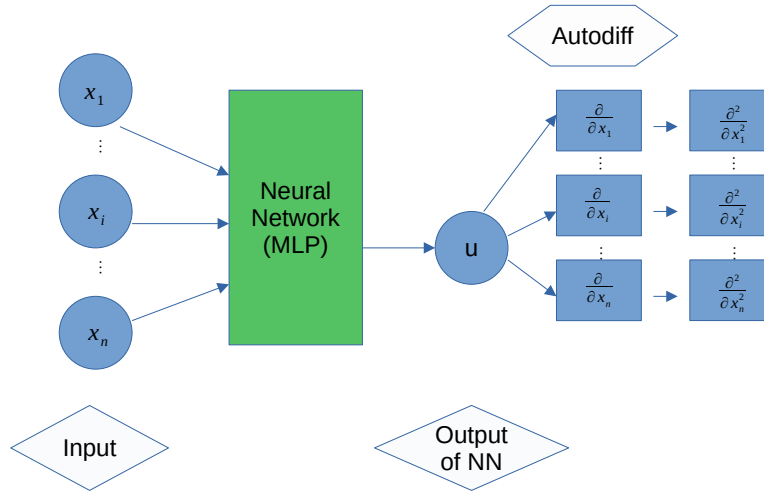 Autodiff
x₁
⋮
xᵢ
⋮
xₙ
Neural
Network
(MLP)
u
∂/∂x₁
∂²/∂x₁²
⋮
⋮
∂/∂xᵢ
∂²/∂xᵢ²
⋮
⋮
∂/∂xₙ
∂²/∂xₙ²
Input
Output
of NN